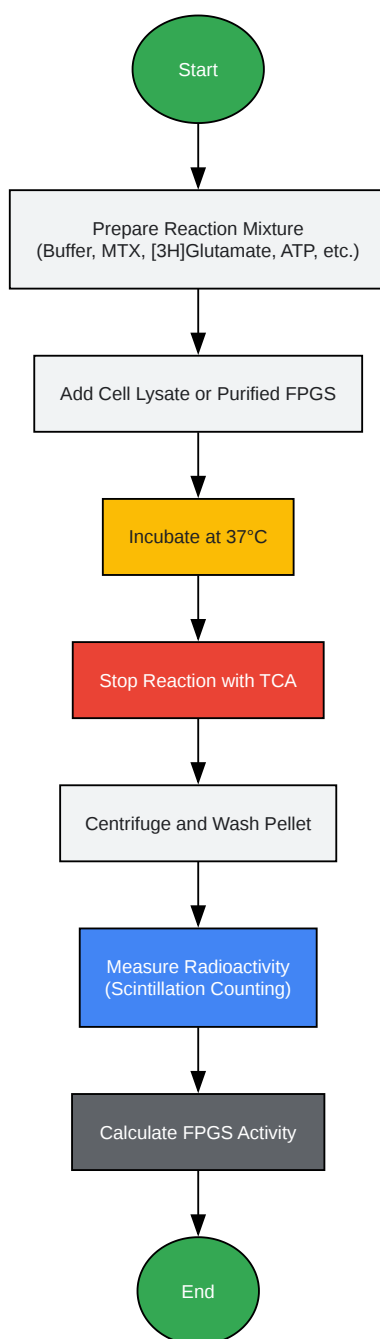 Start
Prepare Reaction Mixture
(Buffer, MTX, [3H]Glutamate, ATP, etc.)
Add Cell Lysate or Purified FPGS
Incubate at 37°C
Stop Reaction with TCA
Centrifuge and Wash Pellet
Measure Radioactivity
(Scintillation Counting)
Calculate FPGS Activity
End